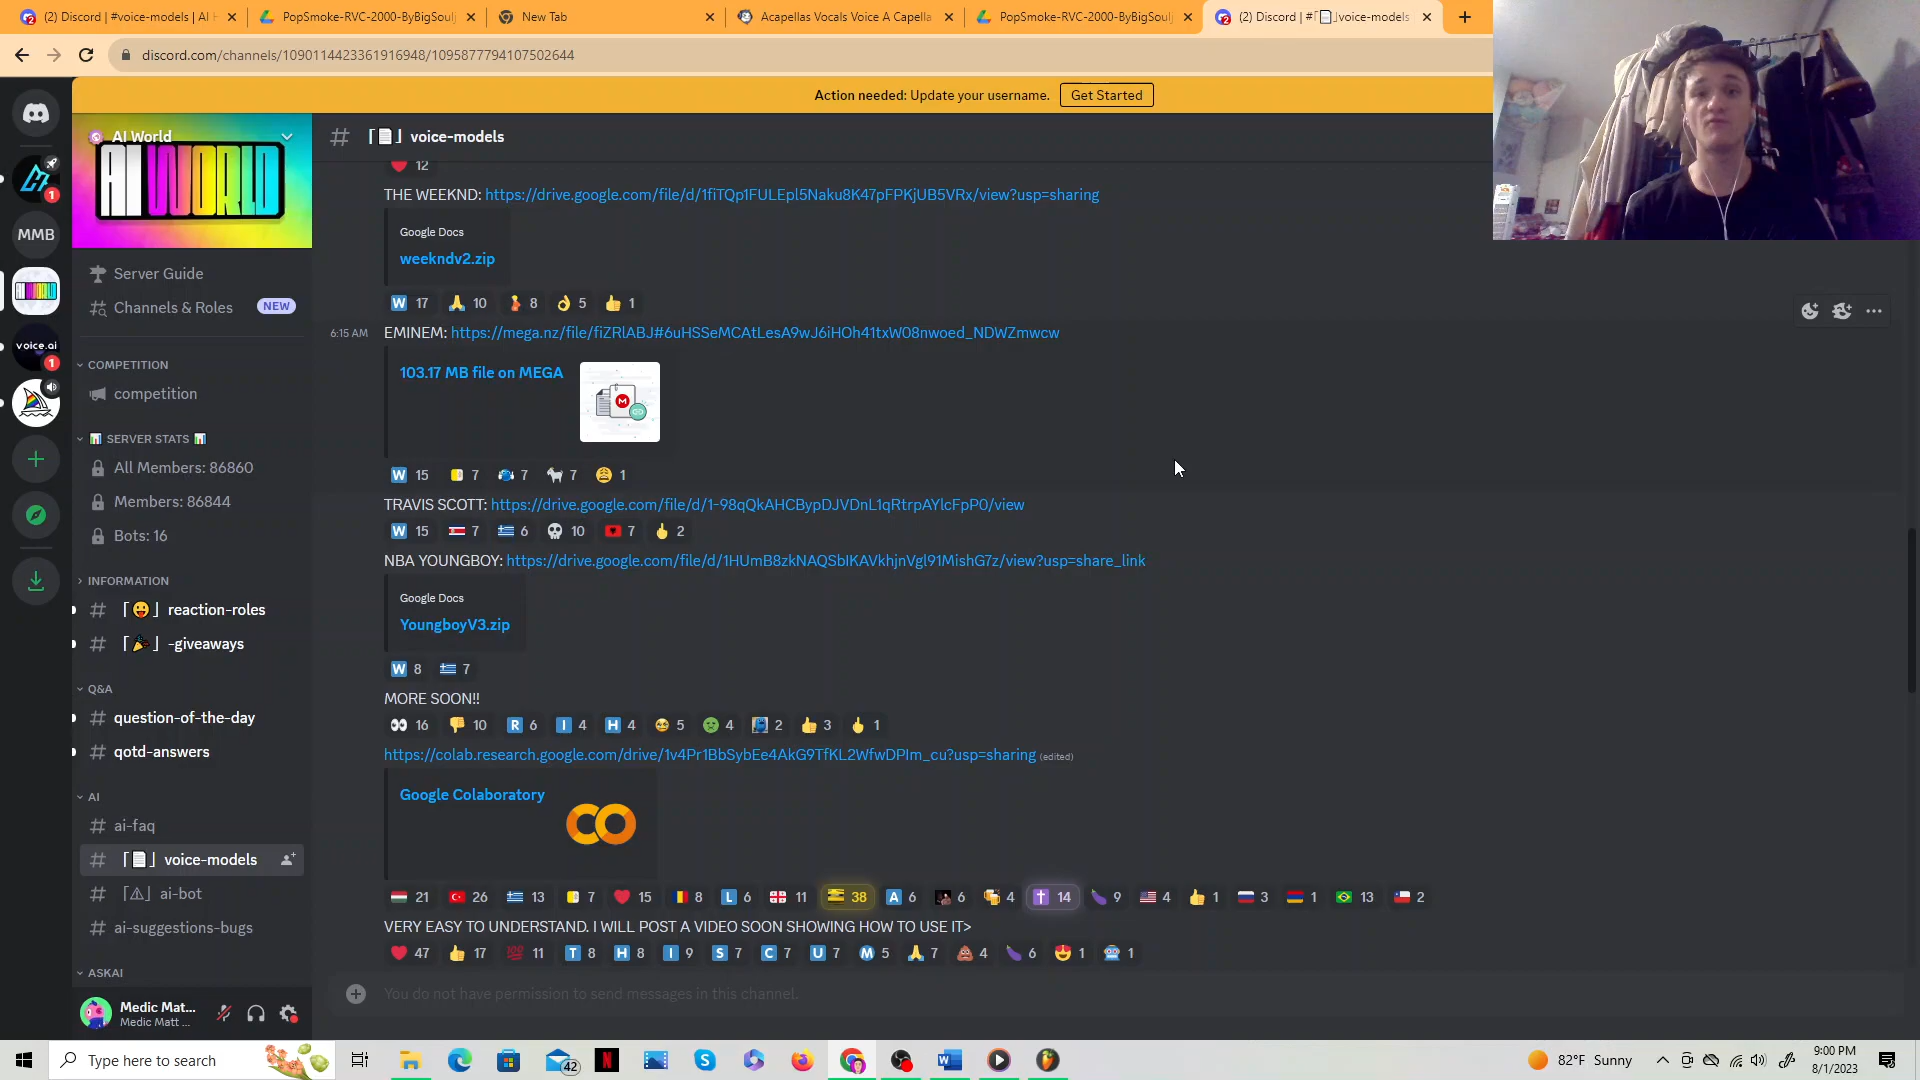 (2) Discord | #voice-models | AI H
PopSmoke-RVC-2000-ByBigSoulj
New Tab
Acapellas Vocals Voice A Capella
PopSmoke-RVC-2000-ByBigSoulj
(2) Discord | #「📄」voice-models
discord.com/channels/1090114423361916948/1095877794107502644
Action needed: Update your username. Get Started
AI World
AI WORLD
# 「📄」 voice-models
Server Guide
Channels & Roles NEW
MMB
voice.ai
1
1
COMPETITION
competition
📊 SERVER STATS 📊
All Members: 86860
Members: 86844
Bots: 16
INFORMATION
# 「😛」 reaction-roles
# 「🎉」 -giveaways
Q&A
# question-of-the-day
# qotd-answers
AI
# ai-faq
# 「📄」 voice-models
# 「⚠」 ai-bot
# ai-suggestions-bugs
ASKAI
Medic Mat...
Medic Matt ...
12
THE WEEKND: https://drive.google.com/file/d/1fiTQp1FULEpl5Naku8K47pFPKjUB5VRx/view?usp=sharing
Google Docs
weekndv2.zip
W 17 10 8 5 1
6:15 AM EMINEM: https://mega.nz/file/fiZRlABJ#6uHSSeMCAtLesA9wJ6iHOh41txW08nwoed_NDWZmwcw
103.17 MB file on MEGA
W 15 7 7 7 1
TRAVIS SCOTT: https://drive.google.com/file/d/1-98qQkAHCBypDJVDnL1qRtrpAYlcFpP0/view
W 15 7 6 10 7 2
NBA YOUNGBOY: https://drive.google.com/file/d/1HUmB8zkNAQSbIKAVkhjnVgl91MishG7z/view?usp=share_link
Google Docs
YoungboyV3.zip
W 8 7
MORE SOON!!
16 10 R 6 I 4 H 4 5 4 2 3 1
https://colab.research.google.com/drive/1v4Pr1BbSybEe4AkG9TfKL2WfwDPIm_cu?usp=sharing (edited)
Google Colaboratory
21 26 13 7 15 8 L 6 11 38 A 6 6 4 14 9 4 1 3 1 13 2
VERY EASY TO UNDERSTAND. I WILL POST A VIDEO SOON SHOWING HOW TO USE IT>
47 17 11 T 8 H 8 I 9 S 7 C 7 U 7 M 5 7 4 6 1 1
You do not have permission to send messages in this channel.
Type here to search
42
82°F Sunny
9:00 PM
8/1/2023